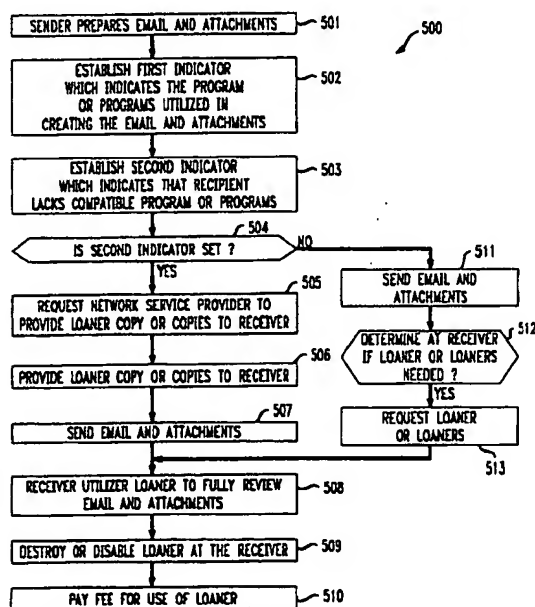 SENDER PREPARES EMAIL AND ATTACHMENTS
501
500
ESTABLISH FIRST INDICATOR
WHICH INDICATES THE PROGRAM
OR PROGRAMS UTILIZED IN
CREATING THE EMAIL AND ATTACHMENTS
502
ESTABLISH SECOND INDICATOR
WHICH INDICATES THAT RECIPIENT
LACKS COMPATIBLE PROGRAM OR PROGRAMS
503
504
IS SECOND INDICATOR SET ?
NO
YES
505
REQUEST NETWORK SERVICE PROVIDER TO
PROVIDE LOANER COPY OR COPIES TO RECEIVER
506
PROVIDE LOANER COPY OR COPIES TO RECEIVER
507
SEND EMAIL AND ATTACHMENTS
511
SEND EMAIL AND
ATTACHMENTS
512
DETERMINE AT RECEIVER
IF LOANER OR LOANERS
NEEDED ?
YES
REQUEST LOANER
OR LOANERS
513
RECEIVER UTILIZER LOANER TO FULLY REVIEW
EMAIL AND ATTACHMENTS
508
DESTROY OR DISABLE LOANER AT THE RECEIVER
509
PAY FEE FOR USE OF LOANER
510